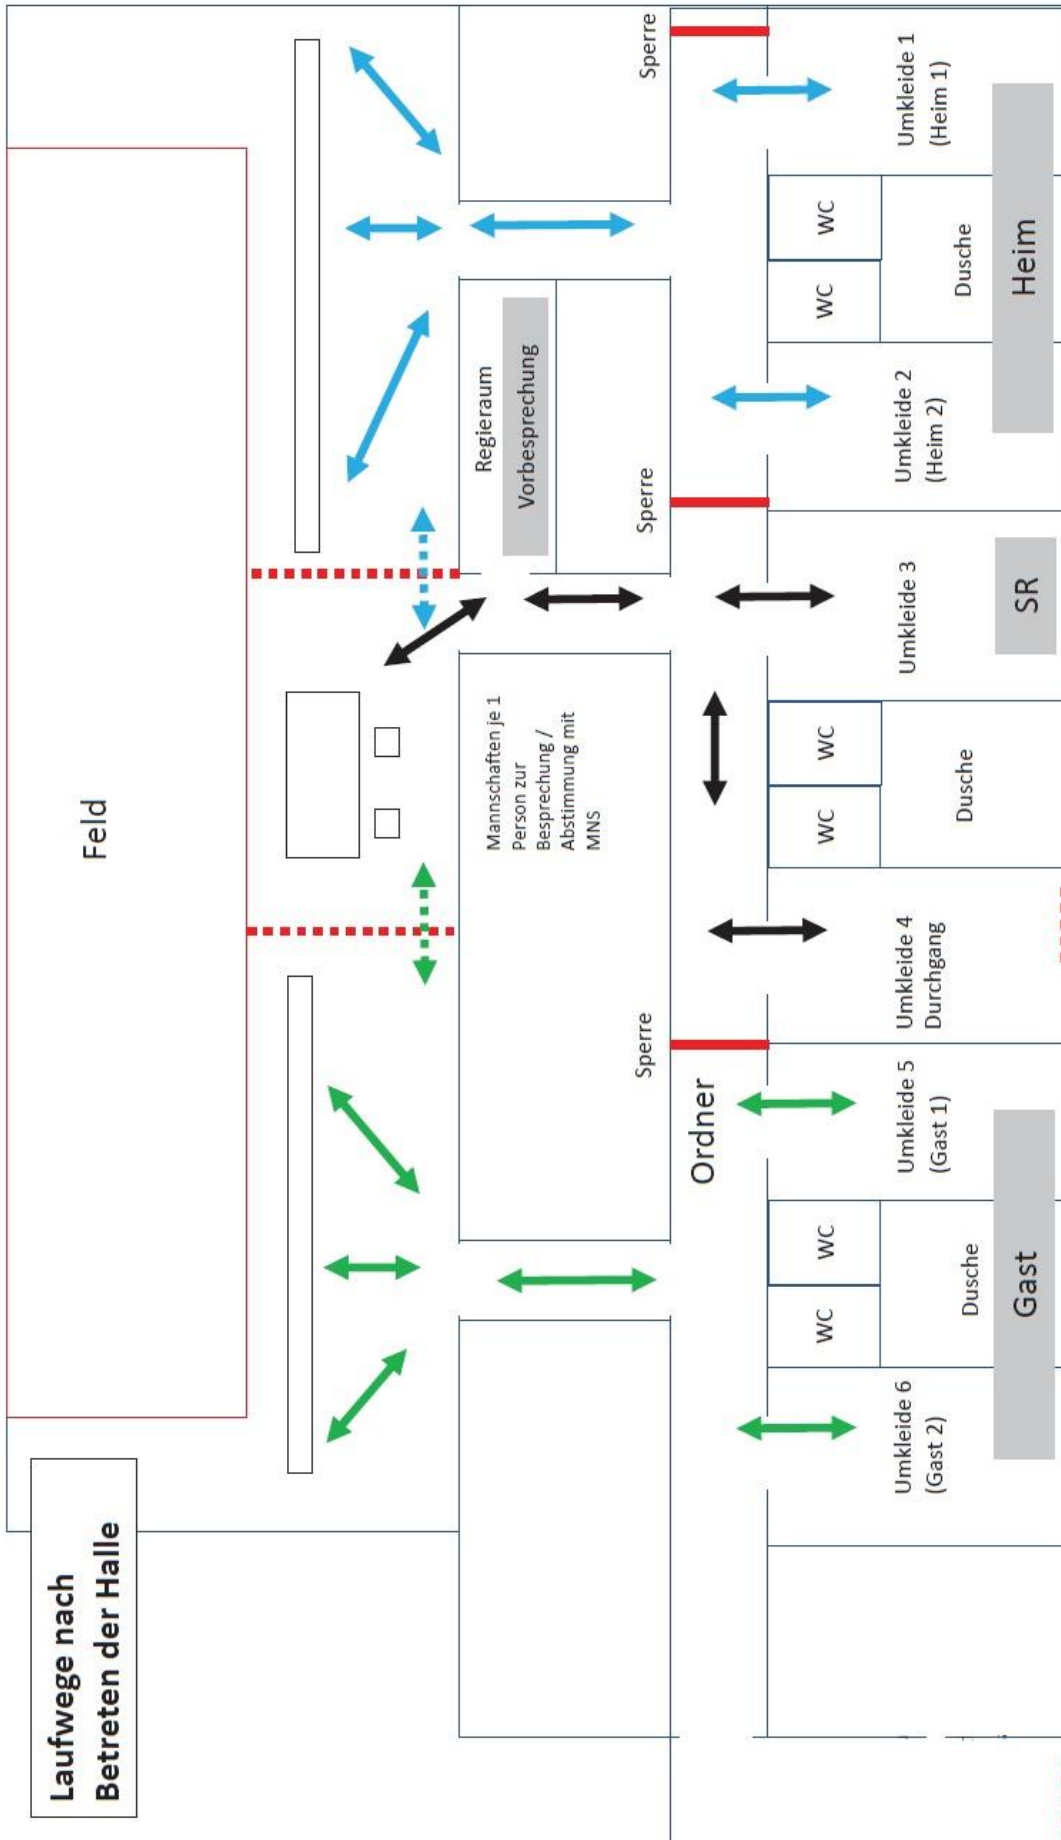 Laufwege nach
Betreten der Halle
Feld
Mannschaften je 1
Person zur
Besprechung /
Abstimmung mit
MNS
Regieraum
Vorbesprechung
Sperre
Sperre
Sperre
Ordner
WC
WC
WC
WC
WC
WC
Umkleide 6
(Gast 2)
Dusche
Umkleide 5
(Gast 1)
Umkleide 4
Durchgang
Dusche
Umkleide 3
Umkleide 2
(Heim 2)
Dusche
Umkleide 1
(Heim 1)
Gast
SR
Heim